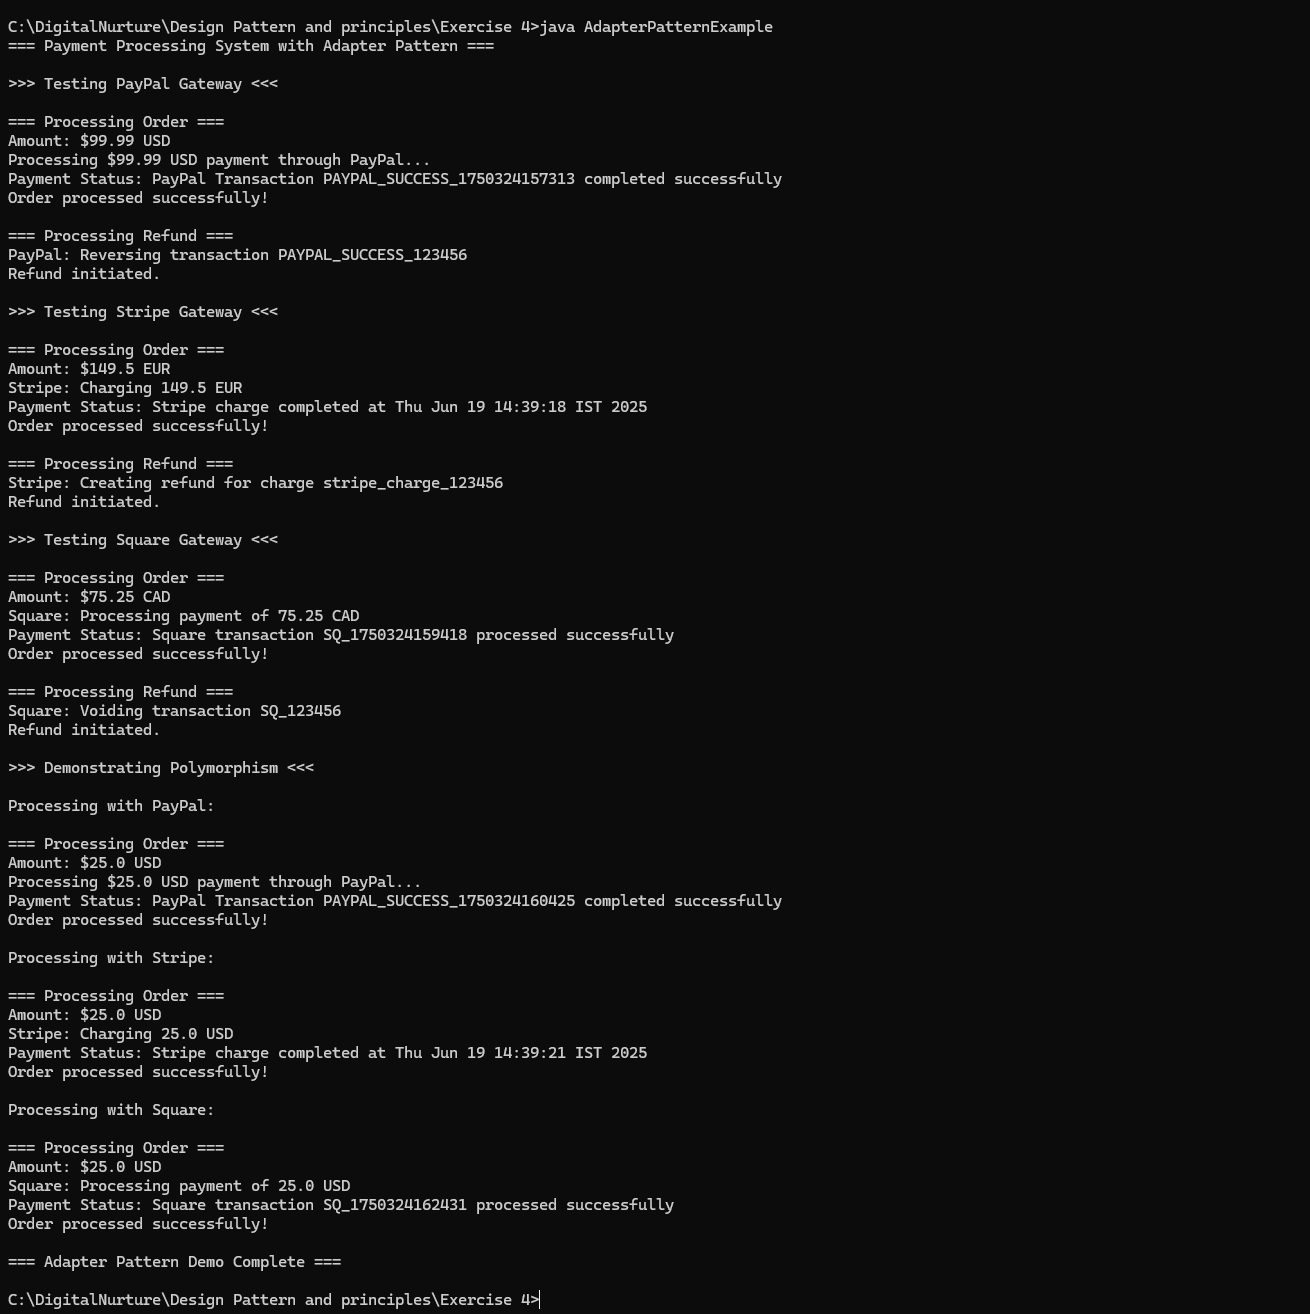 C:\DigitalNurture\Design Pattern and principles\Exercise 4>java AdapterPatternExample
=== Payment Processing System with Adapter Pattern ===
>>> Testing PayPal Gateway <<<
=== Processing Order ===
Amount: $99.99 USD
Processing $99.99 USD payment through PayPal...
Payment Status: PayPal Transaction PAYPAL_SUCCESS_1750324157313 completed successfully
Order processed successfully!
=== Processing Refund ===
PayPal: Reversing transaction PAYPAL_SUCCESS_123456
Refund initiated.
>>> Testing Stripe Gateway <<<
=== Processing Order ===
Amount: $149.5 EUR
Stripe: Charging 149.5 EUR
Payment Status: Stripe charge completed at Thu Jun 19 14:39:18 IST 2025
Order processed successfully!
=== Processing Refund ===
Stripe: Creating refund for charge stripe_charge_123456
Refund initiated.
>>> Testing Square Gateway <<<
=== Processing Order ===
Amount: $75.25 CAD
Square: Processing payment of 75.25 CAD
Payment Status: Square transaction SQ_1750324159418 processed successfully
Order processed successfully!
=== Processing Refund ===
Square: Voiding transaction SQ_123456
Refund initiated.
>>> Demonstrating Polymorphism <<<
Processing with PayPal:
=== Processing Order ===
Amount: $25.0 USD
Processing $25.0 USD payment through PayPal...
Payment Status: PayPal Transaction PAYPAL_SUCCESS_1750324160425 completed successfully
Order processed successfully!
Processing with Stripe:
=== Processing Order ===
Amount: $25.0 USD
Stripe: Charging 25.0 USD
Payment Status: Stripe charge completed at Thu Jun 19 14:39:21 IST 2025
Order processed successfully!
Processing with Square:
=== Processing Order ===
Amount: $25.0 USD
Square: Processing payment of 25.0 USD
Payment Status: Square transaction SQ_1750324162431 processed successfully
Order processed successfully!
=== Adapter Pattern Demo Complete ===
C:\DigitalNurture\Design Pattern and principles\Exercise 4>